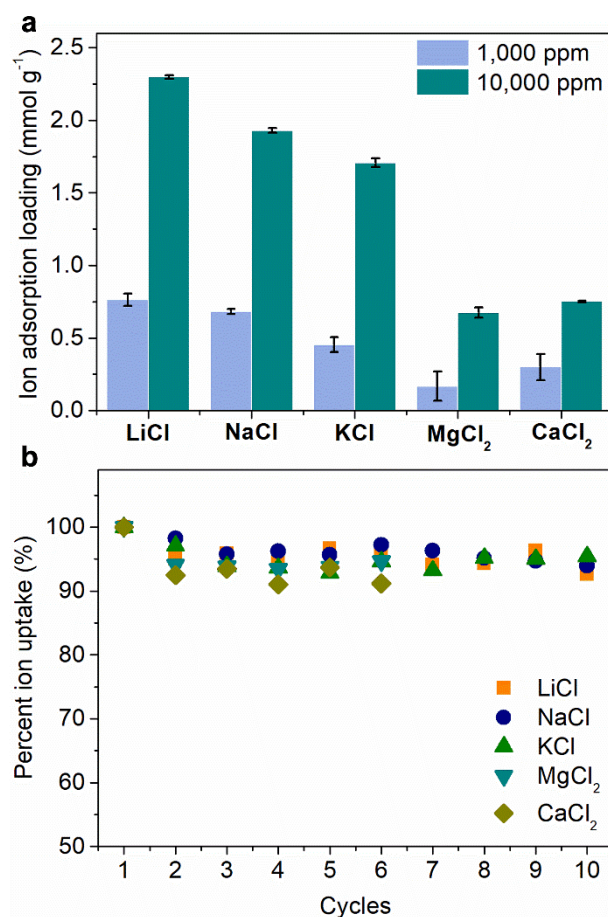 a
Ion adsorption loading (mmol g⁻¹)
2.5
2.0
1.5
1.0
0.5
0.0
1,000 ppm
10,000 ppm
LiCl NaCl KCl MgCl₂ CaCl₂
b
Percent ion uptake (%)
100
90
80
70
60
50
LiCl
NaCl
KCl
MgCl₂
CaCl₂
1 2 3 4 5 6 7 8 9 10
Cycles